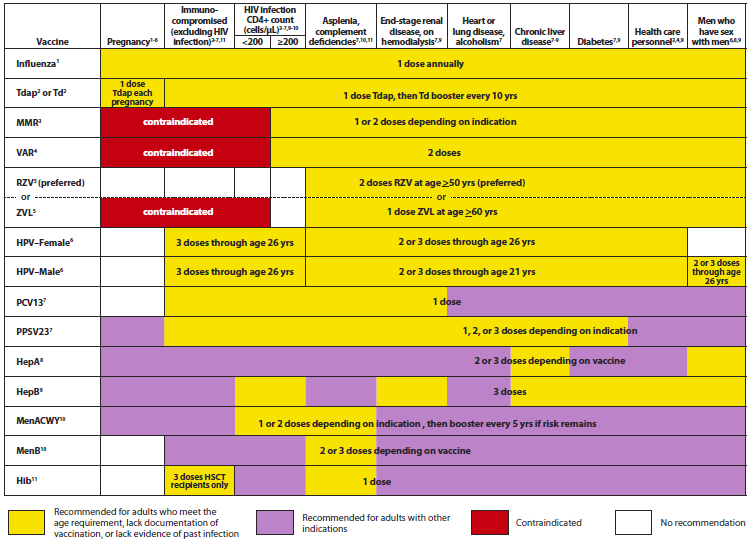 Vaccine
Pregnancy1-6
Immuno-
compromised
(excluding HIV
infection)3-7,11
HIV infection
CD4+ count
(cells/μL)3-7,9-10
<200
≥200
Asplenia,
complement
deficiencies7,10,11
End-stage renal
disease, on
hemodialysis7,9
Heart or
lung disease,
alcoholism7
Chronic liver
disease7-9
Diabetes7,9
Health care
personnel3,4,9
Men who
have sex
with men6,8,9
Influenza1
1 dose annually
Tdap2 or Td2
1 dose
Tdap each
pregnancy
1 dose Tdap, then Td booster every 10 yrs
MMR3
contraindicated
1 or 2 doses depending on indication
VAR4
contraindicated
2 doses
RZV5 (preferred)
2 doses RZV at age ≥50 yrs (preferred)
or
or
ZVL5
contraindicated
1 dose ZVL at age ≥60 yrs
HPV–Female6
3 doses through age 26 yrs
2 or 3 doses through age 26 yrs
HPV–Male6
3 doses through age 26 yrs
2 or 3 doses through age 21 yrs
2 or 3 doses
through age
26 yrs
PCV137
1 dose
PPSV237
1, 2, or 3 doses depending on indication
HepA8
2 or 3 doses depending on vaccine
HepB9
3 doses
MenACWY10
1 or 2 doses depending on indication , then booster every 5 yrs if risk remains
MenB10
2 or 3 doses depending on vaccine
Hib11
3 doses HSCT
recipients only
1 dose
Recommended for adults who meet the
age requirement, lack documentation of
vaccination, or lack evidence of past infection
Recommended for adults with other
indications
Contraindicated
No recommendation